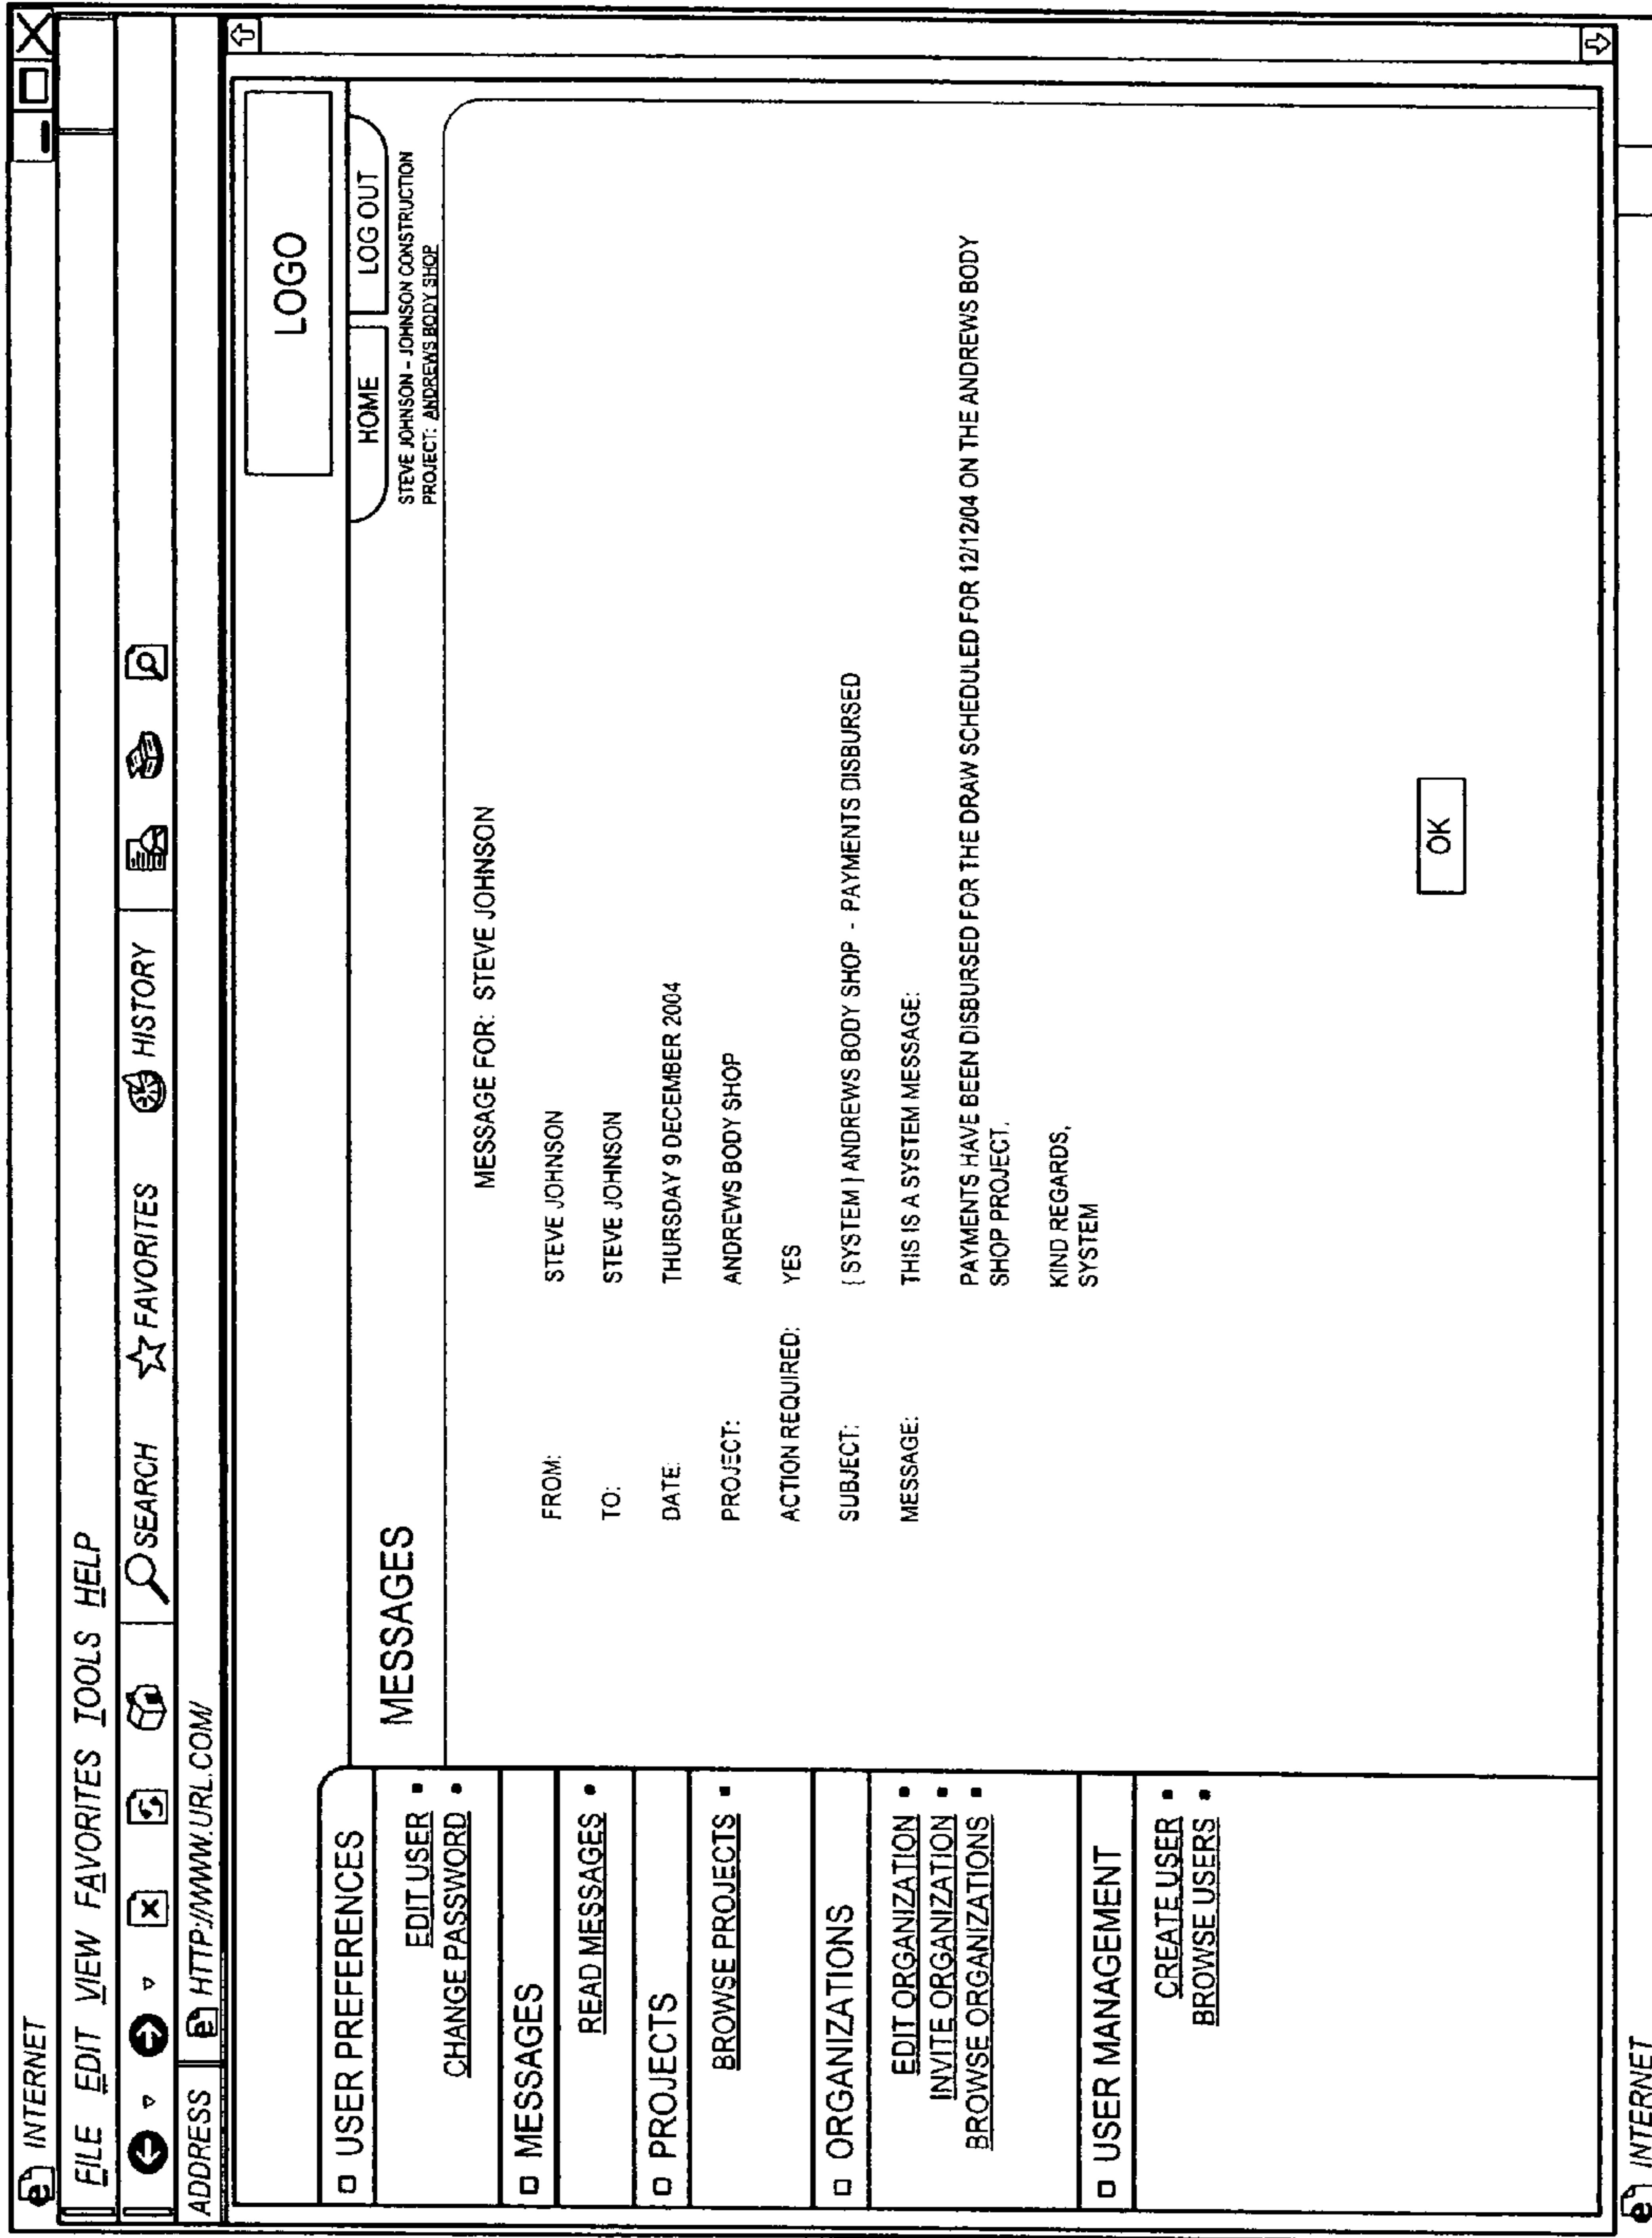 INTERNET
FILE EDIT VIEW FAVORITES TOOLS HELP
SEARCH FAVORITES HISTORY
ADDRESS HTTP://WWW.URL.COM/
LOGO
HOME LOG OUT
STEVE JOHNSON - JOHNSON CONSTRUCTION
PROJECT: ANDREWS BODY SHOP
USER PREFERENCES
EDIT USER
CHANGE PASSWORD
MESSAGES
READ MESSAGES
PROJECTS
BROWSE PROJECTS
ORGANIZATIONS
EDIT ORGANIZATION
INVITE ORGANIZATION
BROWSE ORGANIZATIONS
USER MANAGEMENT
CREATE USER
BROWSE USERS
MESSAGES
MESSAGE FOR: STEVE JOHNSON
FROM: STEVE JOHNSON
TO: STEVE JOHNSON
DATE: THURSDAY 9 DECEMBER 2004
PROJECT: ANDREWS BODY SHOP
ACTION REQUIRED: YES
SUBJECT: [ SYSTEM ] ANDREWS BODY SHOP - PAYMENTS DISBURSED
MESSAGE: THIS IS A SYSTEM MESSAGE:
PAYMENTS HAVE BEEN DISBURSED FOR THE DRAW SCHEDULED FOR 12/12/04 ON THE ANDREWS BODY
SHOP PROJECT.
KIND REGARDS,
SYSTEM
OK
INTERNET